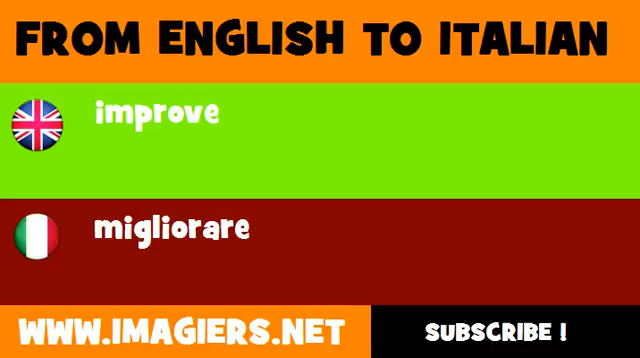 FROM ENGLISH TO ITALIAN
improve
migliorare
WWW.IMAGIERS.NET
SUBSCRIBE !